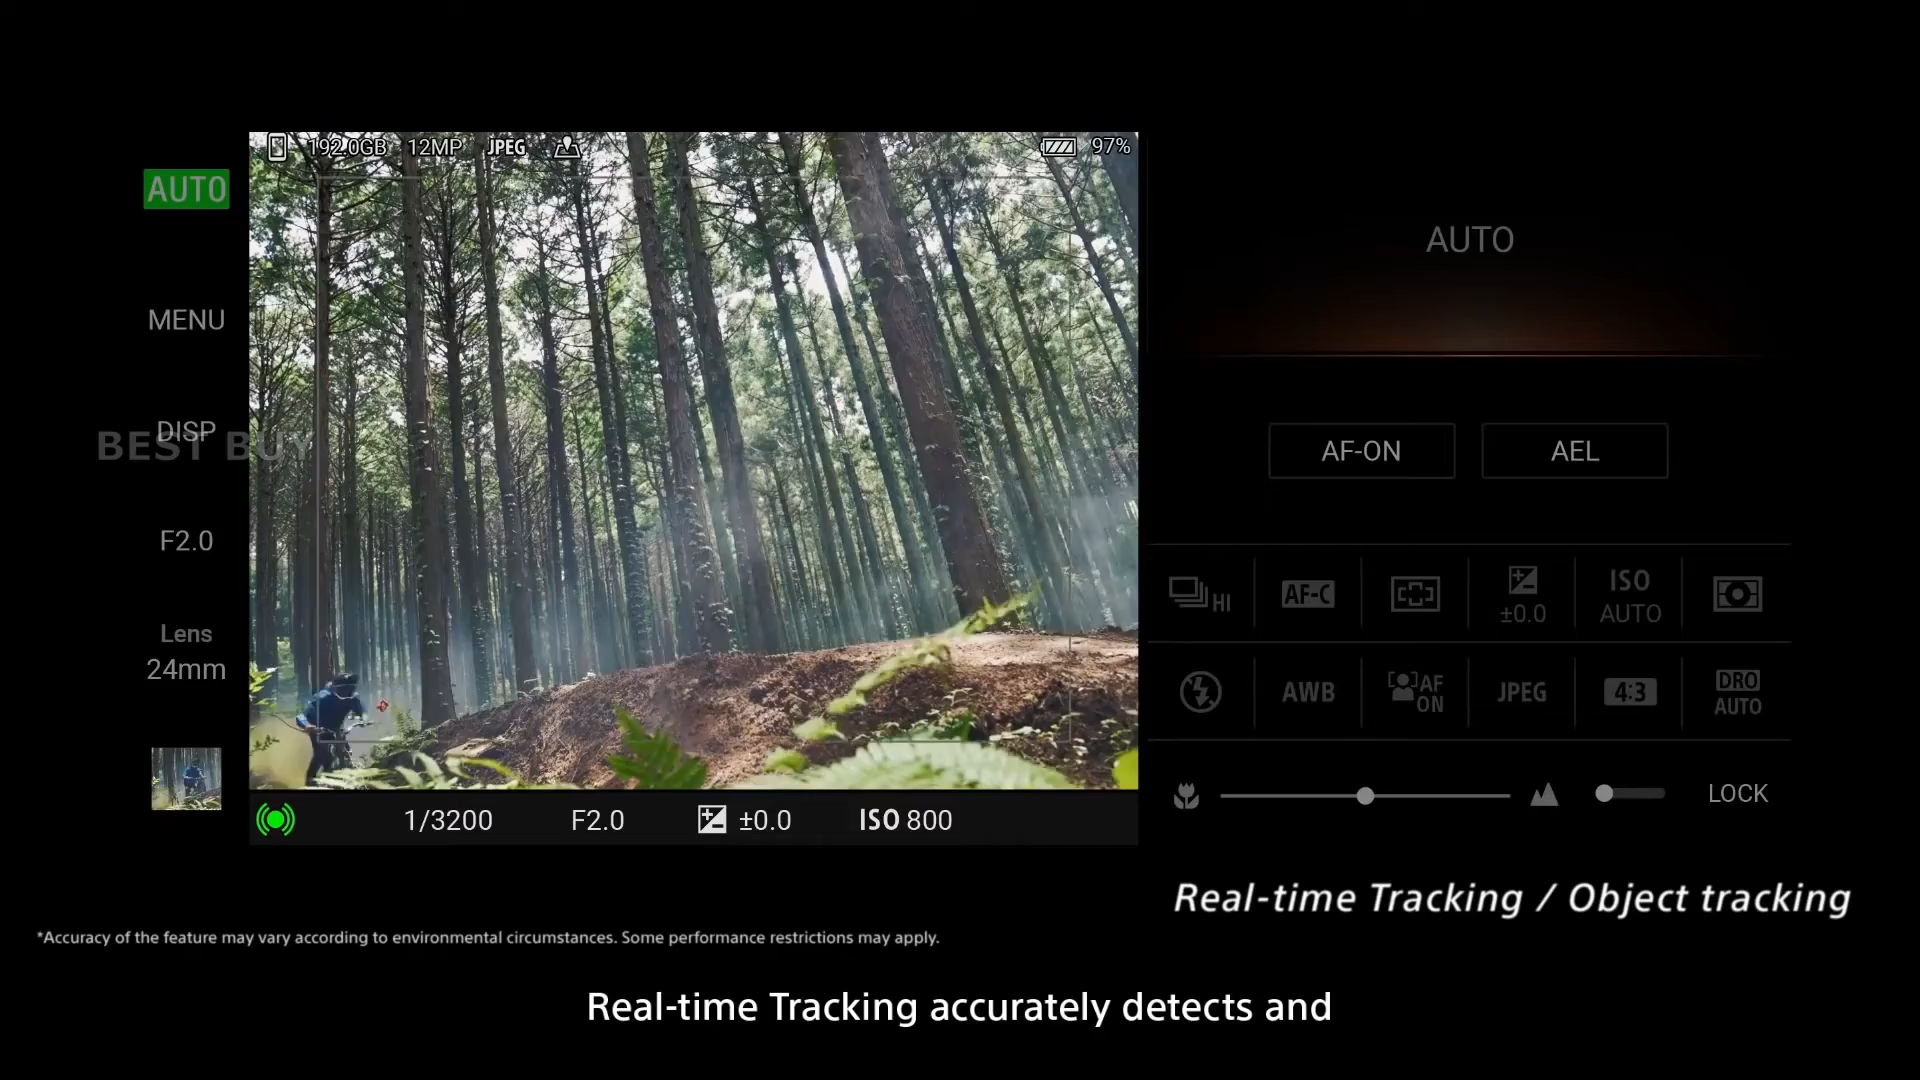 192.0GB 12MP JPEG 97%
AUTO
MENU
DISP
BEST BUY
F2.0
Lens
24mm
1/3200 F2.0 ±0.0 ISO 800
AUTO
AF-ON AEL
HI AF-C ±0.0 ISO AUTO
AWB AF ON JPEG 4:3 DRO AUTO
LOCK
Real-time Tracking / Object tracking
*Accuracy of the feature may vary according to environmental circumstances. Some performance restrictions may apply.
Real-time Tracking accurately detects and